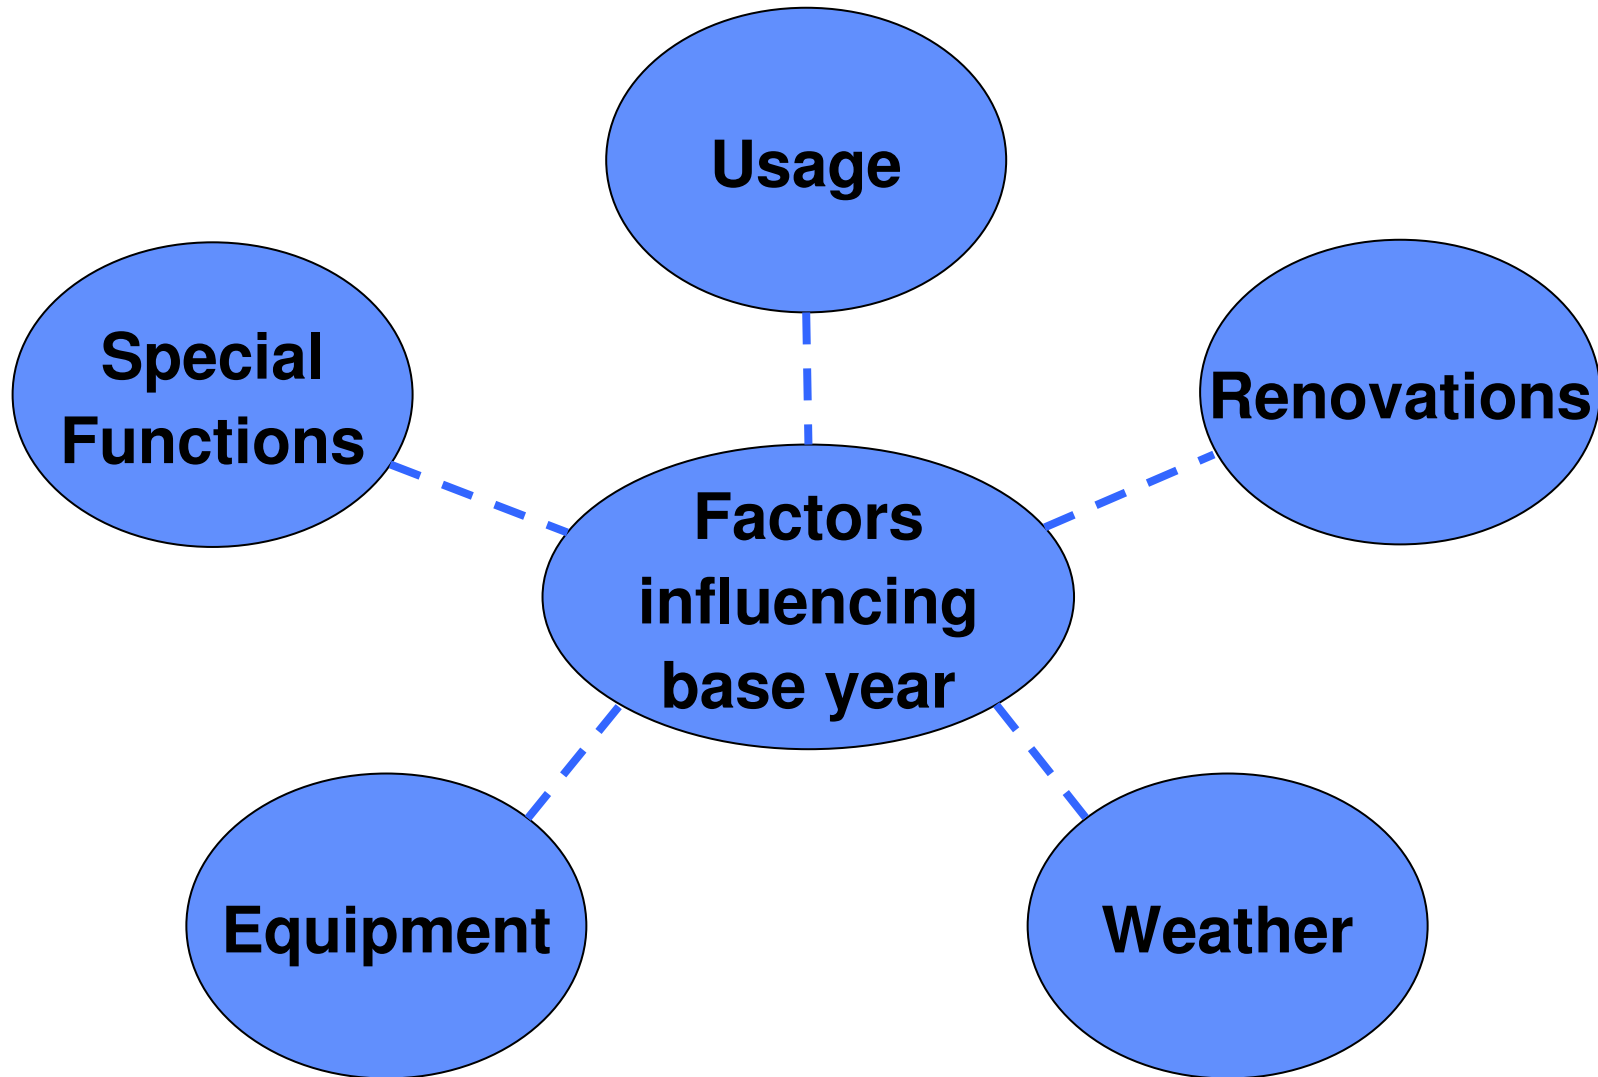 Usage
Special
Functions
Renovations
Factors
influencing
base year
Equipment
Weather